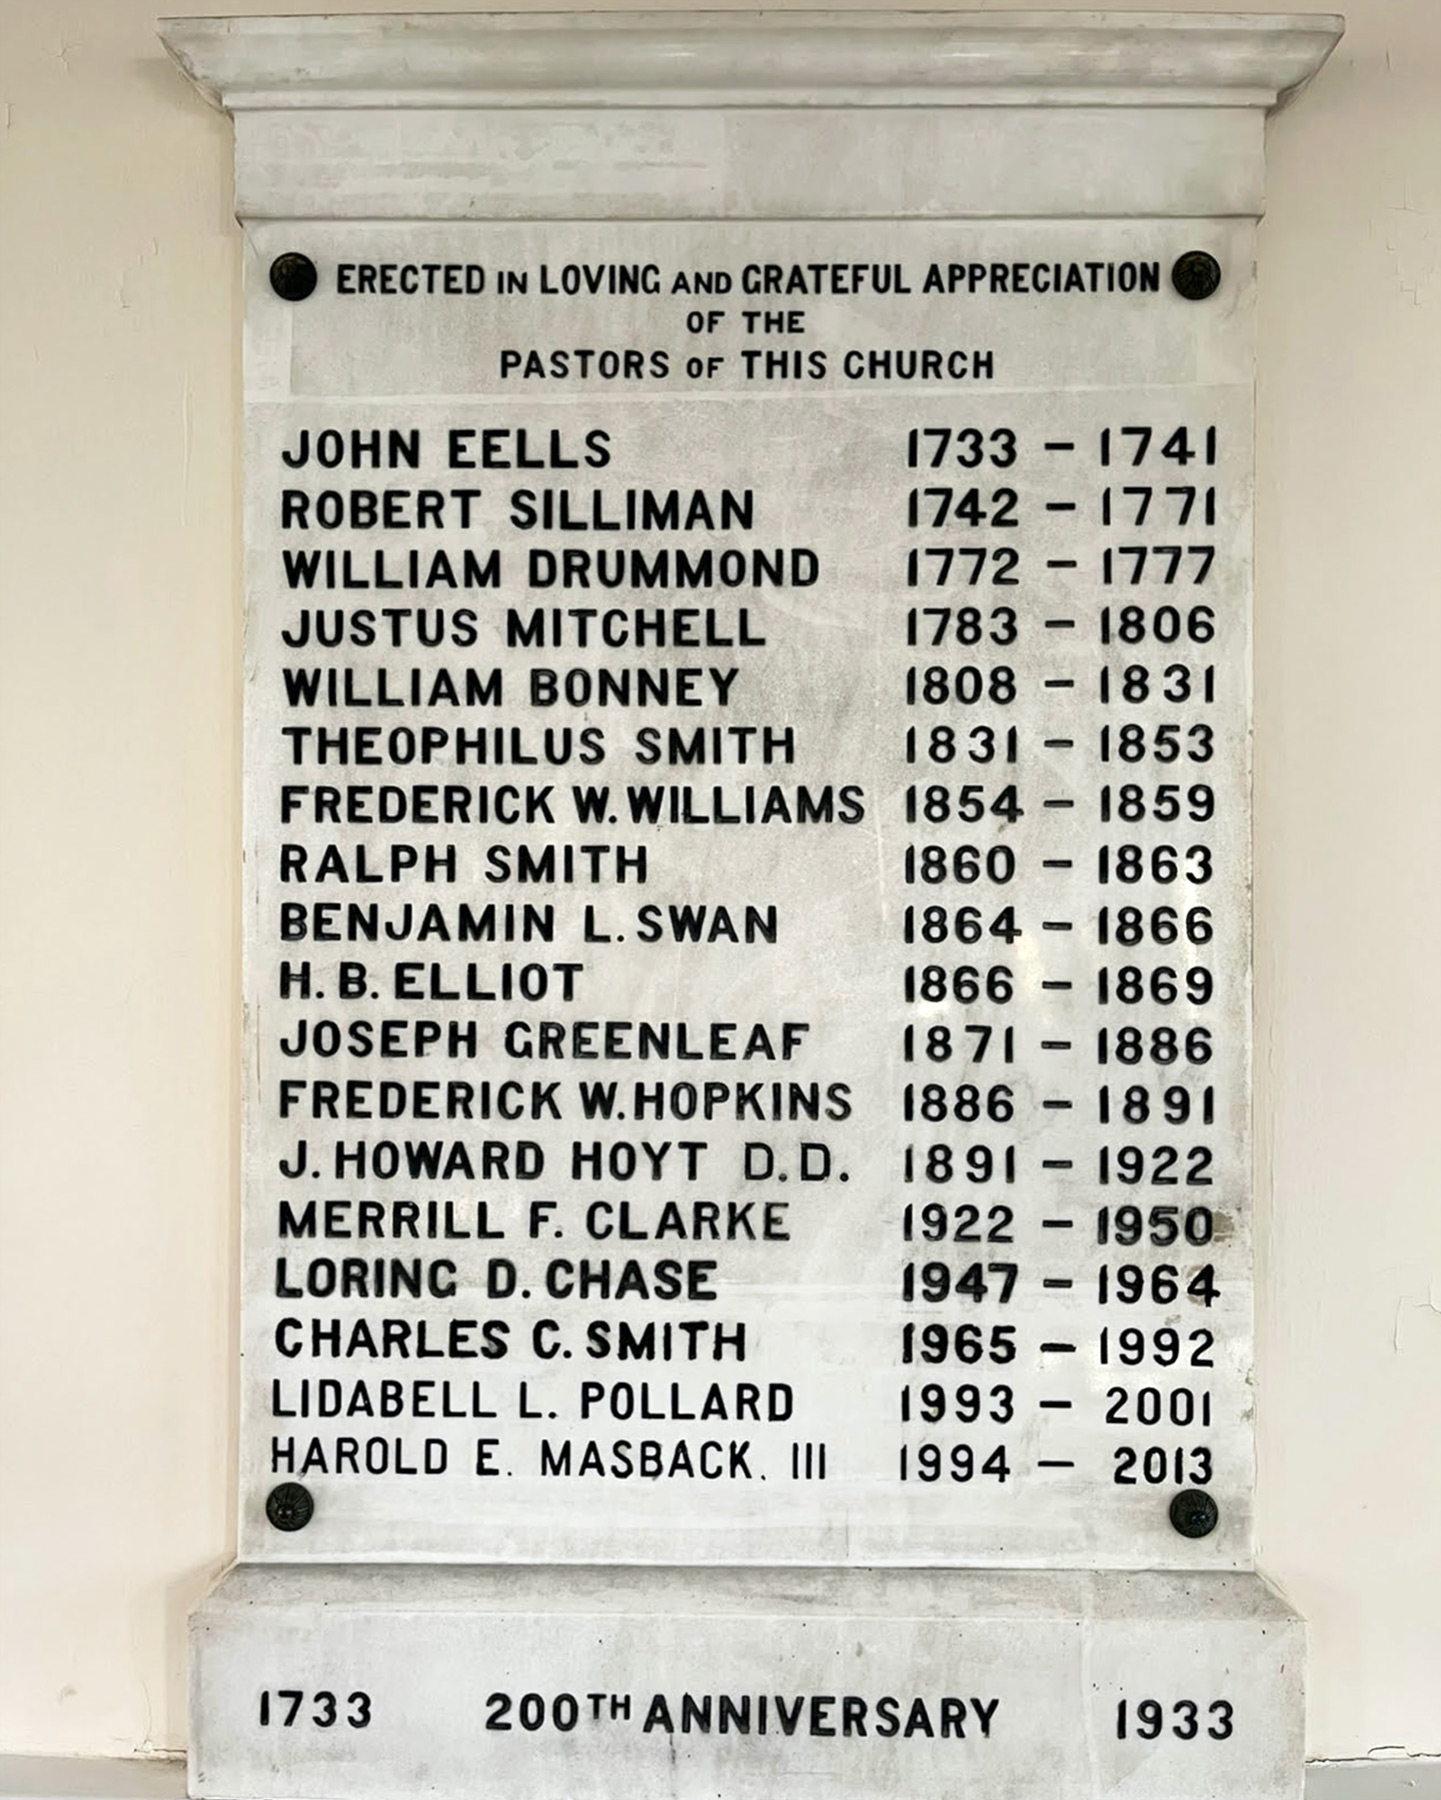 ERECTED IN LOVING AND GRATEFUL APPRECIATION
OF THE
PASTORS OF THIS CHURCH
JOHN EELLS 1733 – 1741
ROBERT SILLIMAN 1742 – 1771
WILLIAM DRUMMOND 1772 – 1777
JUSTUS MITCHELL 1783 – 1806
WILLIAM BONNEY 1808 – 1831
THEOPHILUS SMITH 1831 – 1853
FREDERICK W. WILLIAMS 1854 – 1859
RALPH SMITH 1860 – 1863
BENJAMIN L. SWAN 1864 – 1866
H. B. ELLIOT 1866 – 1869
JOSEPH GREENLEAF 1871 – 1886
FREDERICK W. HOPKINS 1886 – 1891
J. HOWARD HOYT D.D. 1891 – 1922
MERRILL F. CLARKE 1922 – 1950
LORING D. CHASE 1947 – 1964
CHARLES C. SMITH 1965 – 1992
LIDABELL L. POLLARD 1993 – 2001
HAROLD E. MASBACK. III 1994 – 2013
1733 200TH ANNIVERSARY 1933